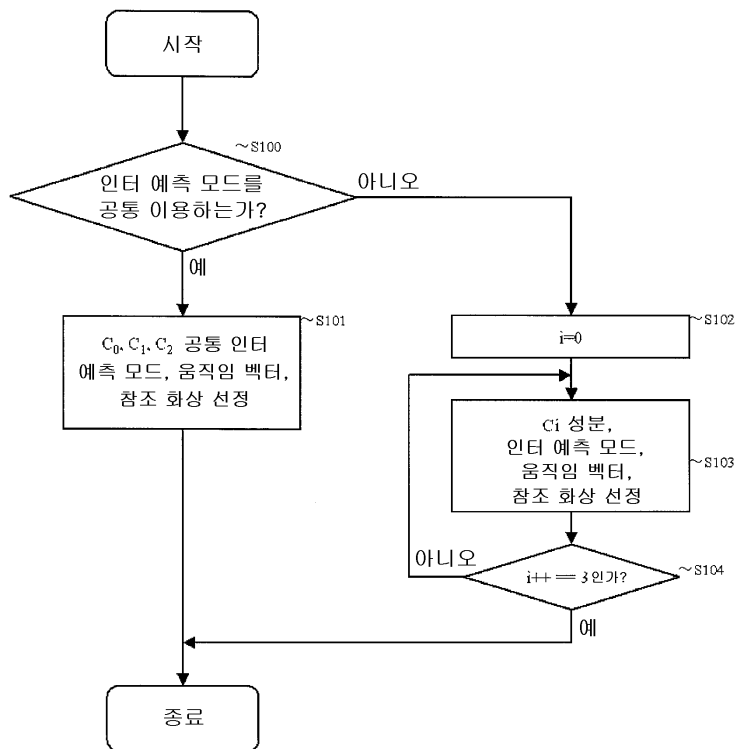 시작
~S100
인터 예측 모드를
공통 이용하는가?
아니오
예
~S101
C₀、C₁、C₂ 공통 인터
예측 모드, 움직임 벡터,
참조 화상 선정
~S102
i=0
Ci 성분,
인터 예측 모드,
움직임 벡터,
참조 화상 선정
~S103
아니오
i++ == 3인가?
~S104
예
종료